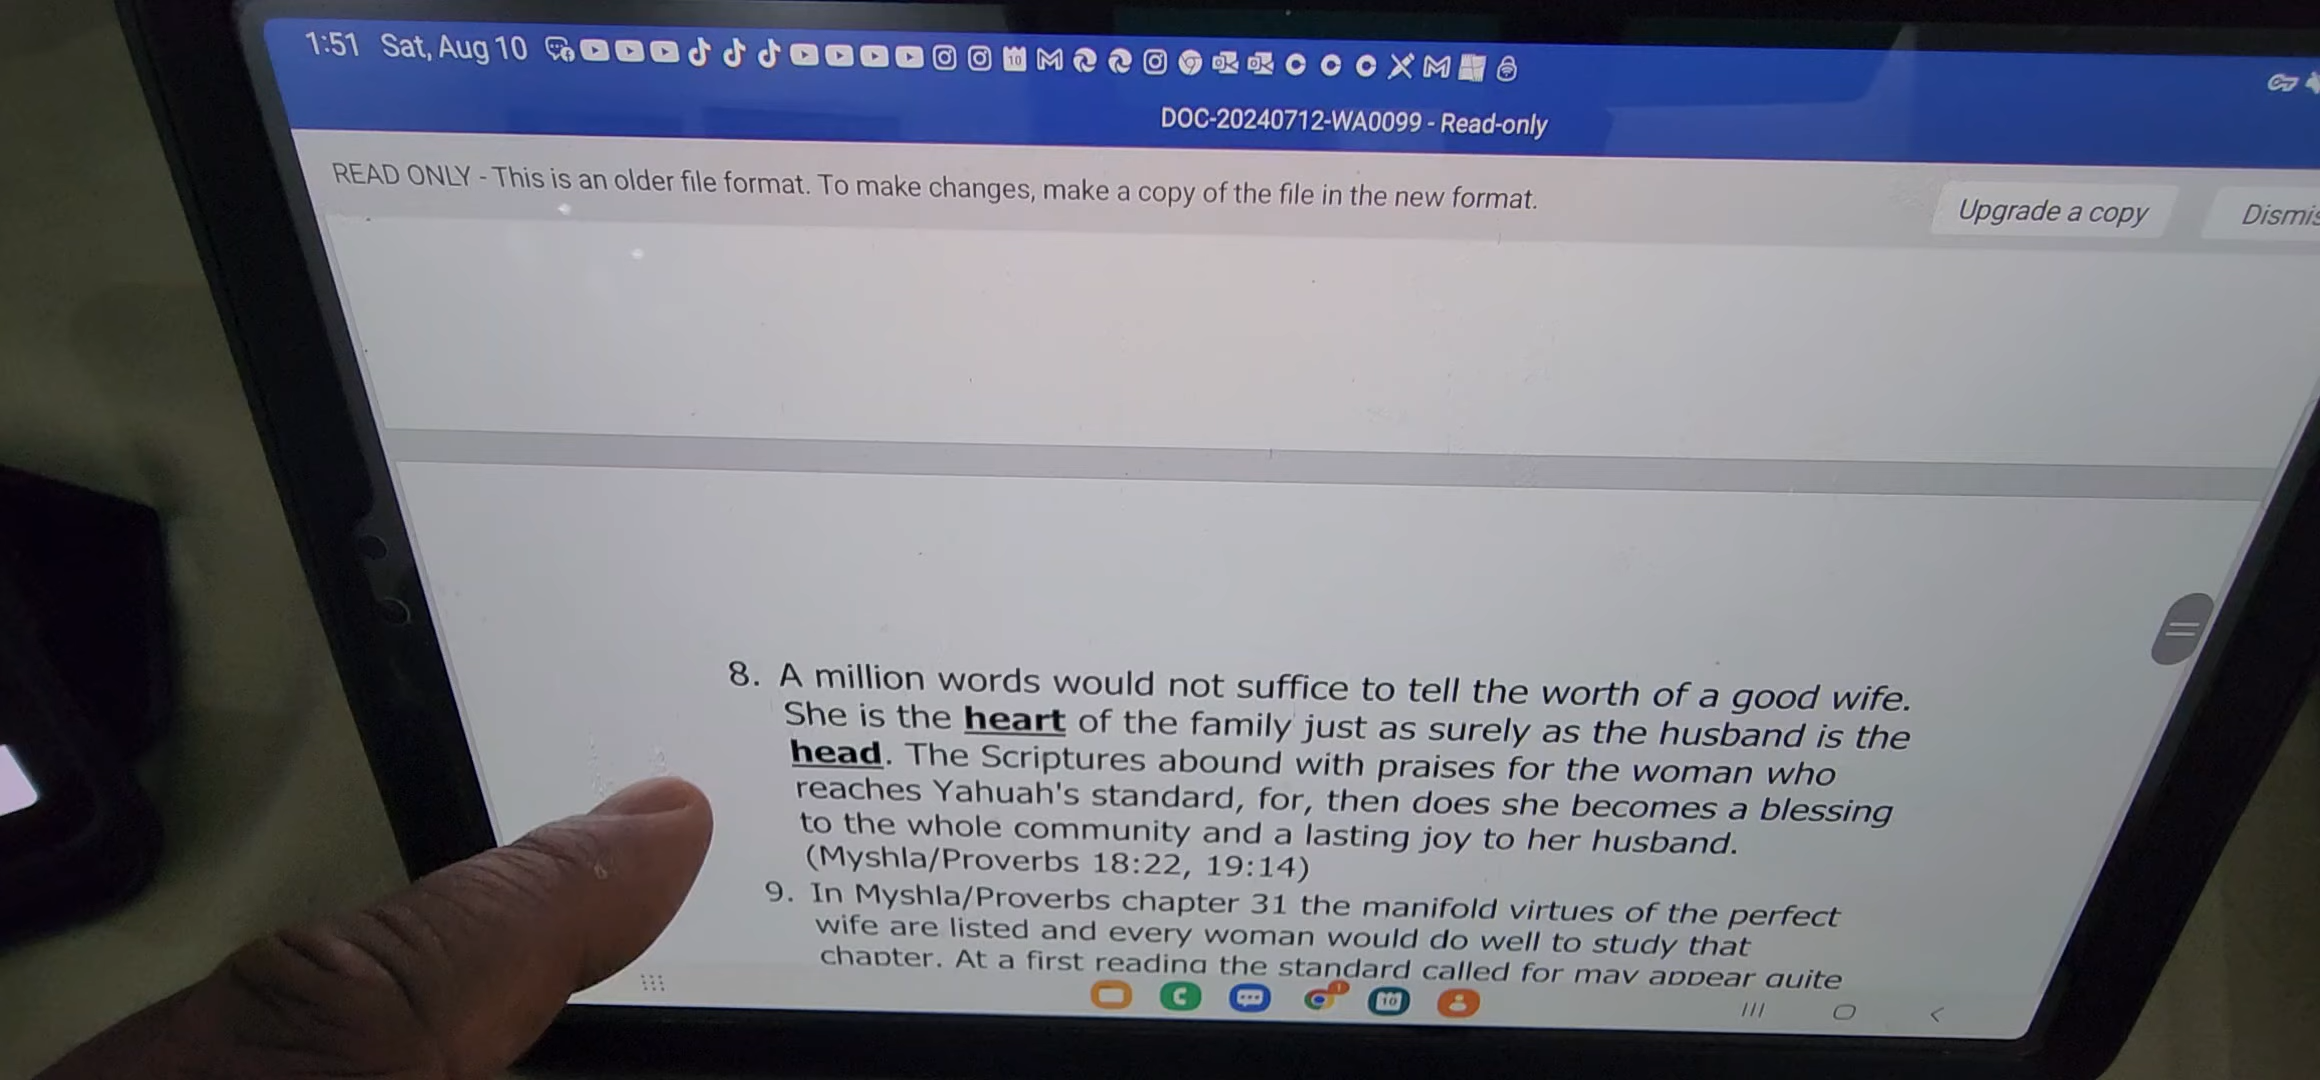 1:51 Sat, Aug 10
DOC-20240712-WA0099 - Read-only
READ ONLY - This is an older file format. To make changes, make a copy of the file in the new format.
Upgrade a copy
Dismis
8. A million words would not suffice to tell the worth of a good wife.
She is the heart of the family just as surely as the husband is the
head. The Scriptures abound with praises for the woman who
reaches Yahuah's standard, for, then does she becomes a blessing
to the whole community and a lasting joy to her husband.
(Myshla/Proverbs 18:22, 19:14)
9. In Myshla/Proverbs chapter 31 the manifold virtues of the perfect
wife are listed and every woman would do well to study that
chapter. At a first reading the standard called for may appear quite